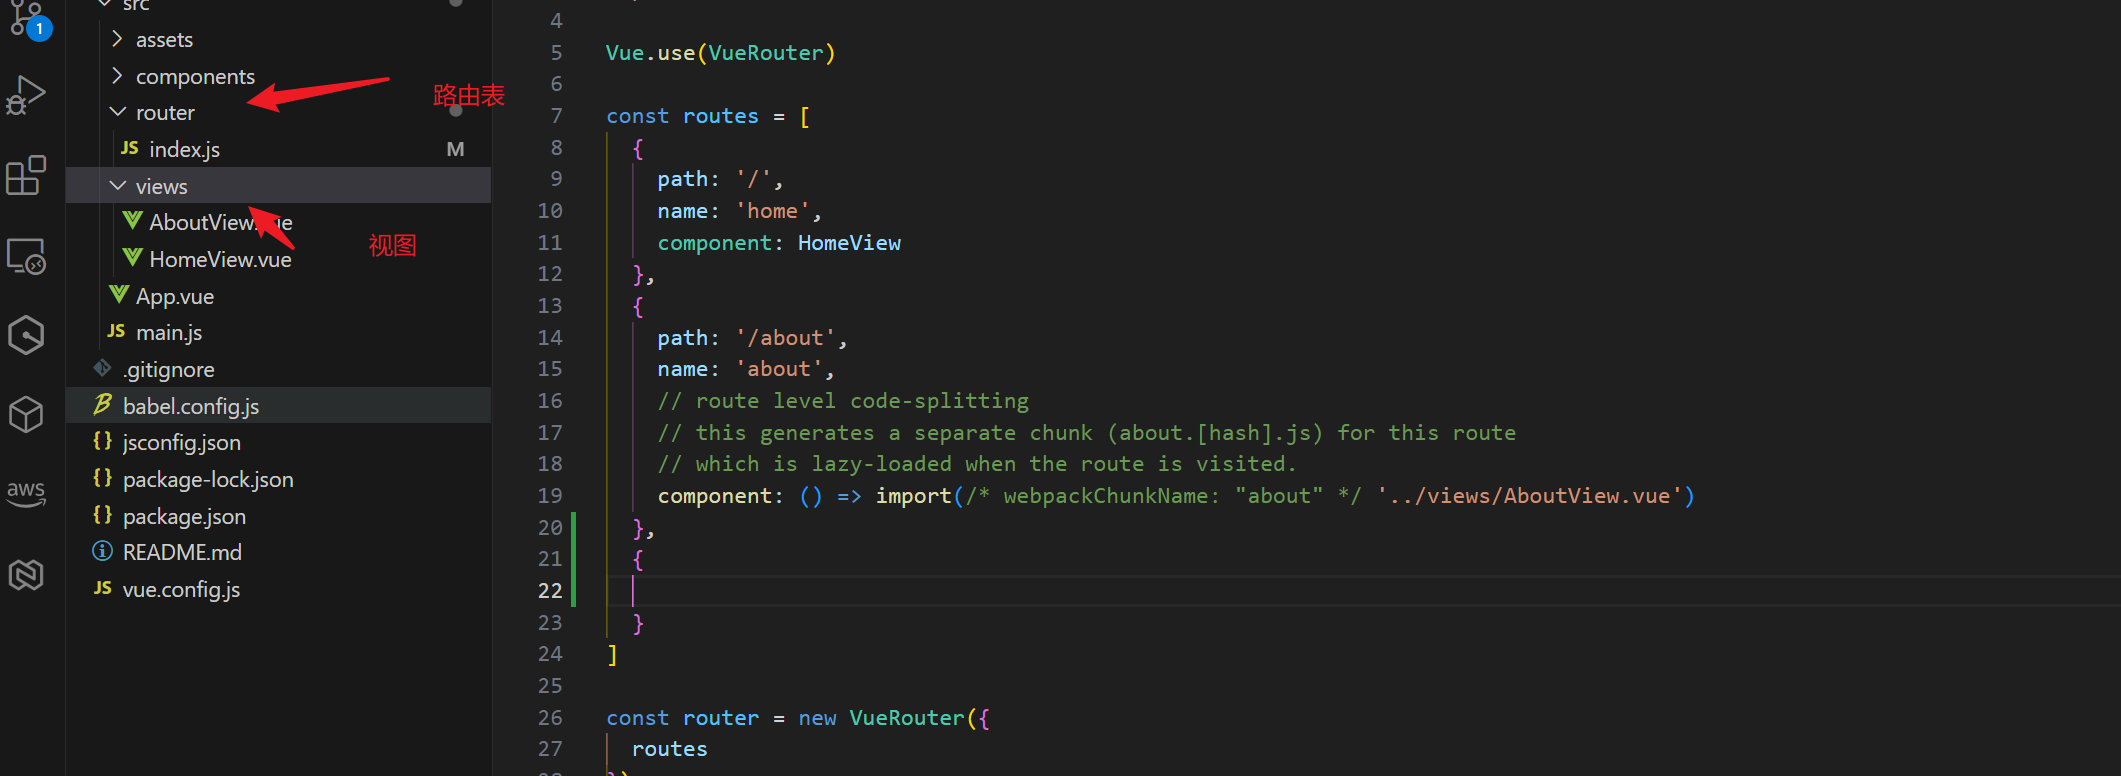 src
assets
components
router
路由表
JS index.js M
views
AboutView.vue
视图
HomeView.vue
App.vue
JS main.js
.gitignore
babel.config.js
{} jsconfig.json
{} package-lock.json
{} package.json
README.md
JS vue.config.js
1
aws
4
5 Vue.use(VueRouter)
6
7 const routes = [
8 {
9 path: '/',
10 name: 'home',
11 component: HomeView
12 },
13 {
14 path: '/about',
15 name: 'about',
16 // route level code-splitting
17 // this generates a separate chunk (about.[hash].js) for this route
18 // which is lazy-loaded when the route is visited.
19 component: () => import(/* webpackChunkName: "about" */ '../views/AboutView.vue')
20 },
21 {
22
23 }
24 ]
25
26 const router = new VueRouter({
27 routes